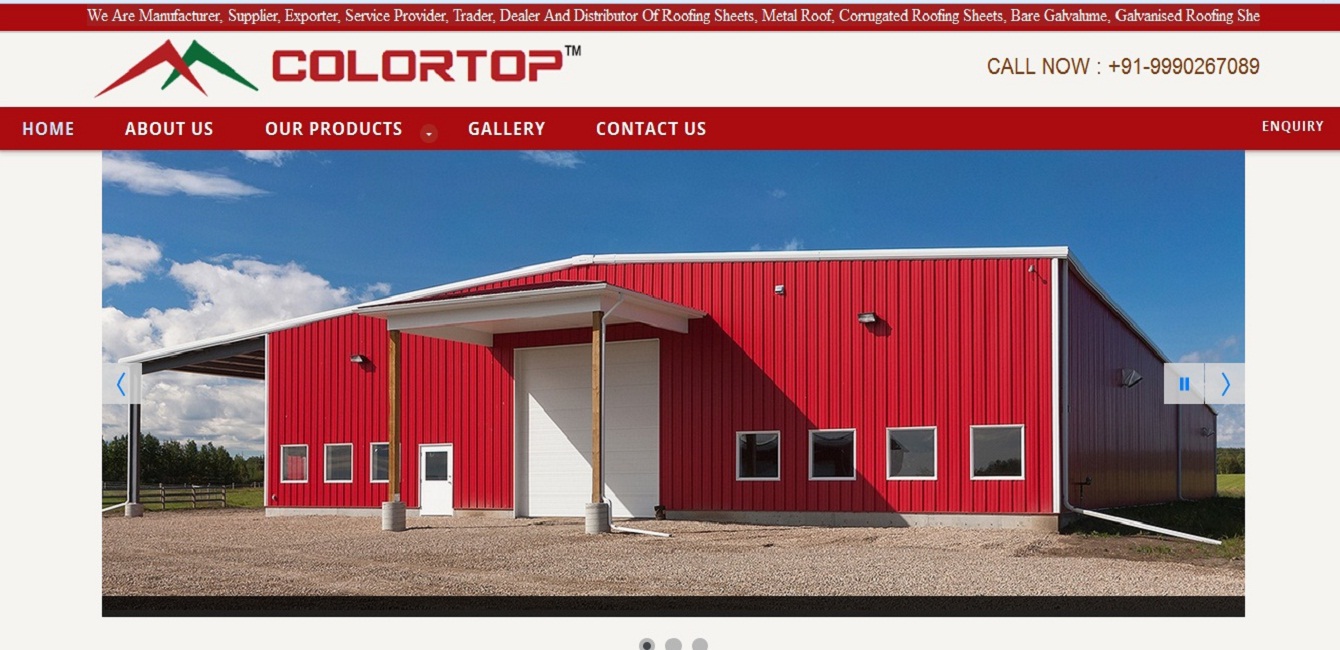 We Are Manufacturer, Supplier, Exporter, Service Provider, Trader, Dealer And Distributor Of Roofing Sheets, Metal Roof, Corrugated Roofing Sheets, Bare Galvalume, Galvanised Roofing She
COLORTOP™
CALL NOW : +91-9990267089
HOME ABOUT US OUR PRODUCTS GALLERY CONTACT US ENQUIRY